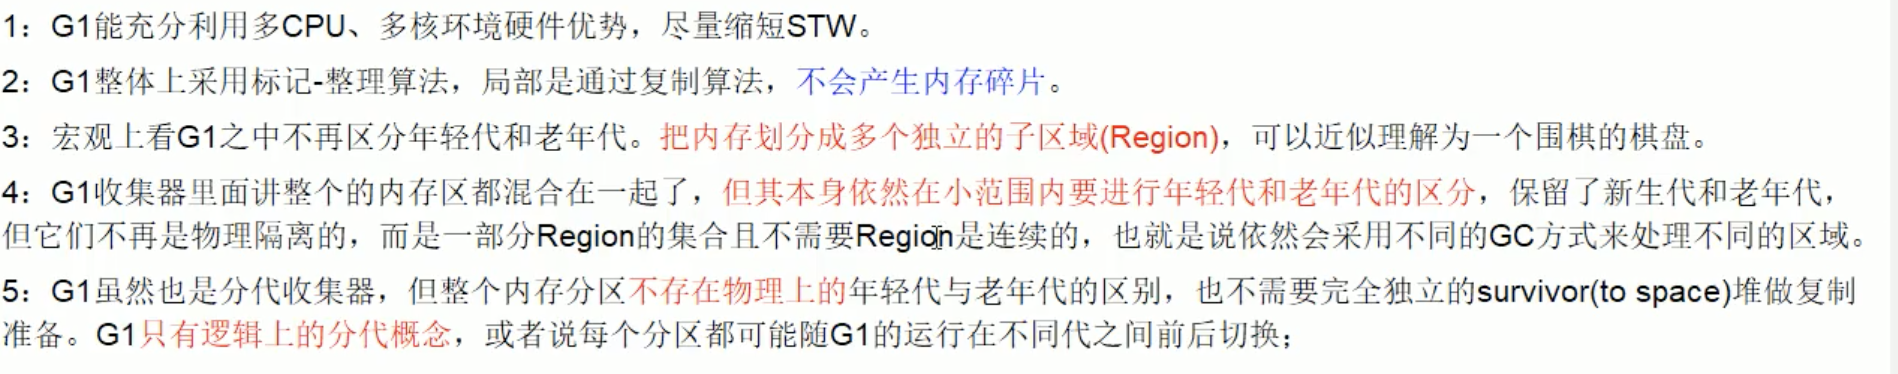 1：G1能充分利用多CPU、多核环境硬件优势，尽量缩短STW。
2：G1整体上采用标记-整理算法，局部是通过复制算法，不会产生内存碎片。
3：宏观上看G1之中不再区分年轻代和老年代。把内存划分成多个独立的子区域(Region)，可以近似理解为一个围棋的棋盘。
4：G1收集器里面讲整个的内存区都混合在一起了，但其本身依然在小范围内要进行年轻代和老年代的区分，保留了新生代和老年代，
但它们不再是物理隔离的，而是一部分Region的集合且不需要Region是连续的，也就是说依然会采用不同的GC方式来处理不同的区域。
5：G1虽然也是分代收集器，但整个内存分区不存在物理上的年轻代与老年代的区别，也不需要完全独立的survivor(to space)堆做复制
准备。G1只有逻辑上的分代概念，或者说每个分区都可能随G1的运行在不同代之间前后切换；